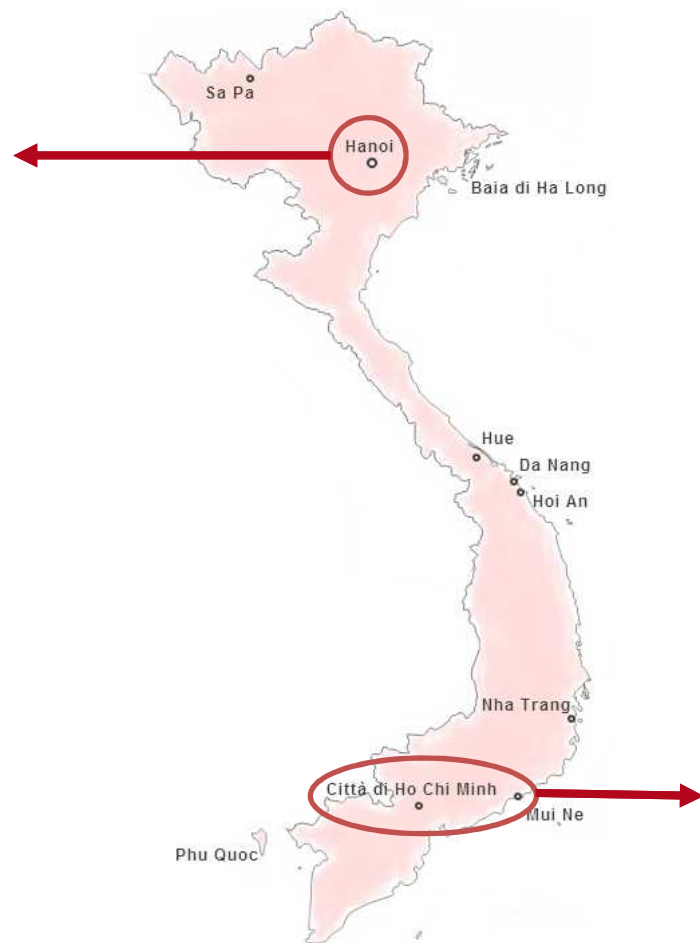 Sa Pa
Hanoi
Baia di Ha Long
Hue
Da Nang
Hoi An
Nha Trang
Città di Ho Chi Minh
Mui Ne
Phu Quoc